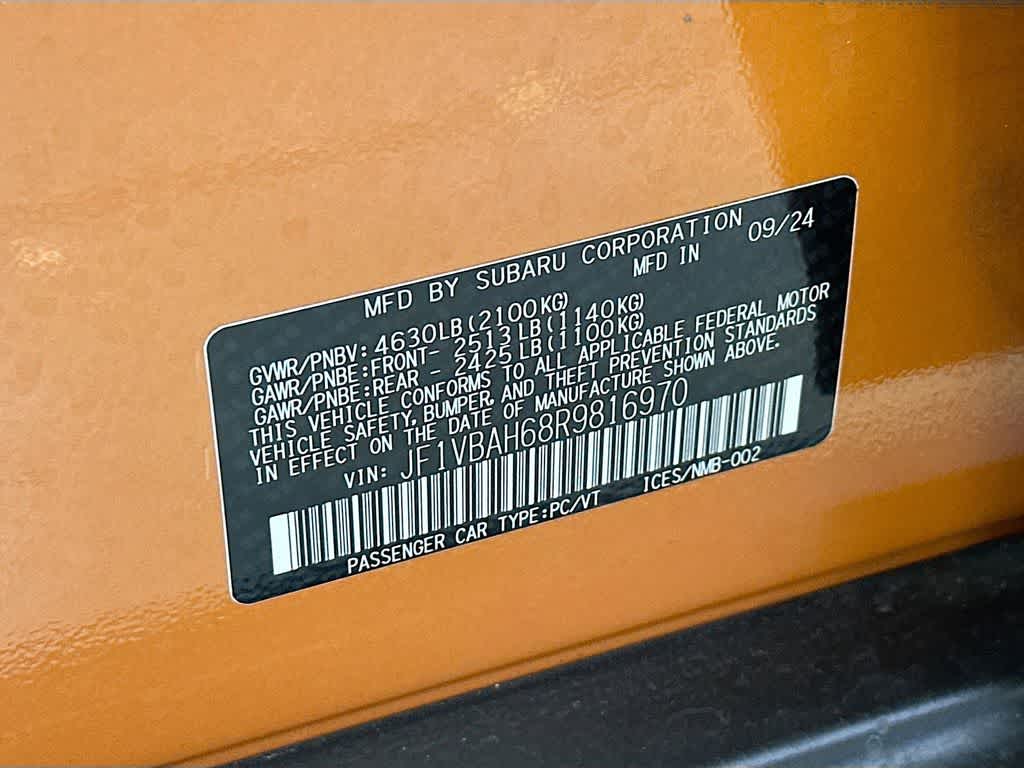 MFD BY SUBARU CORPORATION 09/24
MFD IN
GVWR/PNBV: 4630LB(2100KG)
GAWR/PNBE:FRONT- 2513LB(1140KG)
GAWR/PNBE:REAR - 2425LB(1100KG)
THIS VEHICLE CONFORMS TO ALL APPLICABLE FEDERAL MOTOR
VEHICLE SAFETY, BUMPER, AND THEFT PREVENTION STANDARDS
IN EFFECT ON THE DATE OF MANUFACTURE SHOWN ABOVE.
VIN: JF1VBAH68R9816970
PASSENGER CAR TYPE:PC/VT ICES/NMB-002